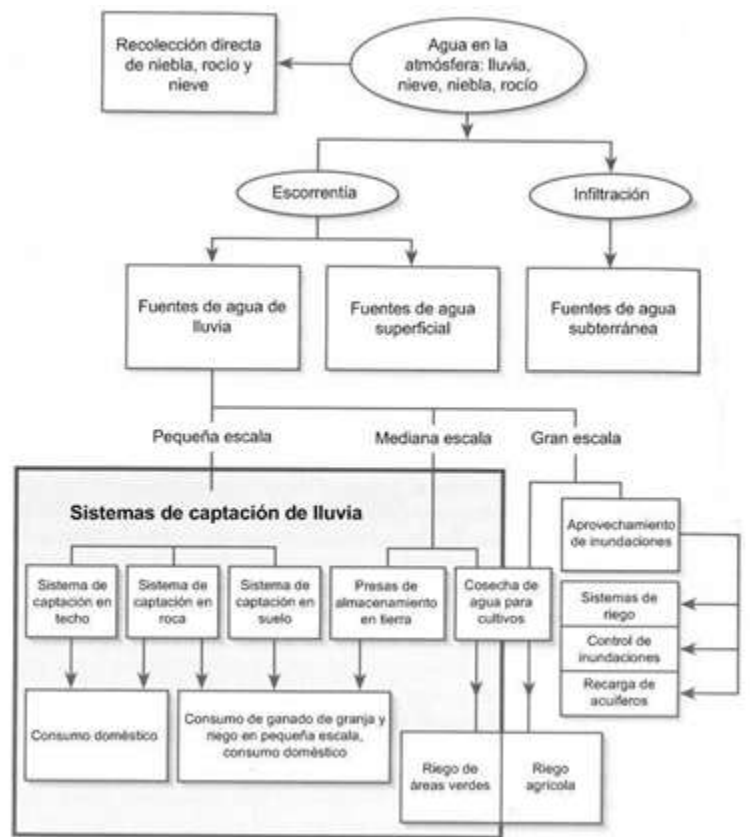 Recolección directa
de niebla, rocío y
nieve
Agua en la
atmósfera: lluvia,
nieve, niebla, rocío
Escorrentía
Infiltración
Fuentes de agua de
lluvia
Fuentes de agua
superficial
Fuentes de agua
subterránea
Pequeña escala
Mediana escala
Gran escala
Sistemas de captación de lluvia
Aprovechamiento
de inundaciones
Sistema de
captación en
techo
Sistema de
captación en
roca
Sistema de
captación en
suelo
Presas de
almacenamiento
en tierra
Cosecha de
agua para
cultivos
Sistemas de
riego
Control de
inundaciones
Recarga de
acuíferos
Consumo doméstico
Consumo de ganado de granja y
riego en pequeña escala,
consumo doméstico
Riego de
áreas verdes
Riego
agrícola